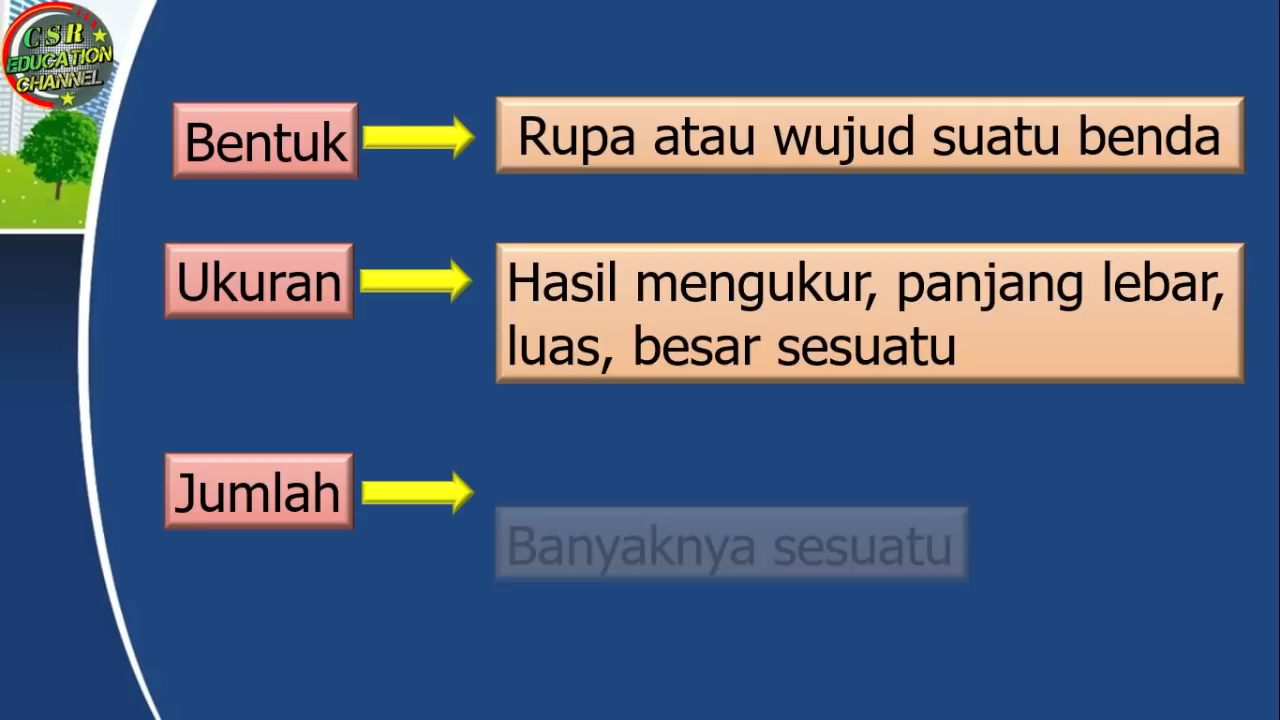 CSR
EDUCATION
CHANNEL
Bentuk
Rupa atau wujud suatu benda
Ukuran
Hasil mengukur, panjang lebar,
luas, besar sesuatu
Jumlah
Banyaknya sesuatu